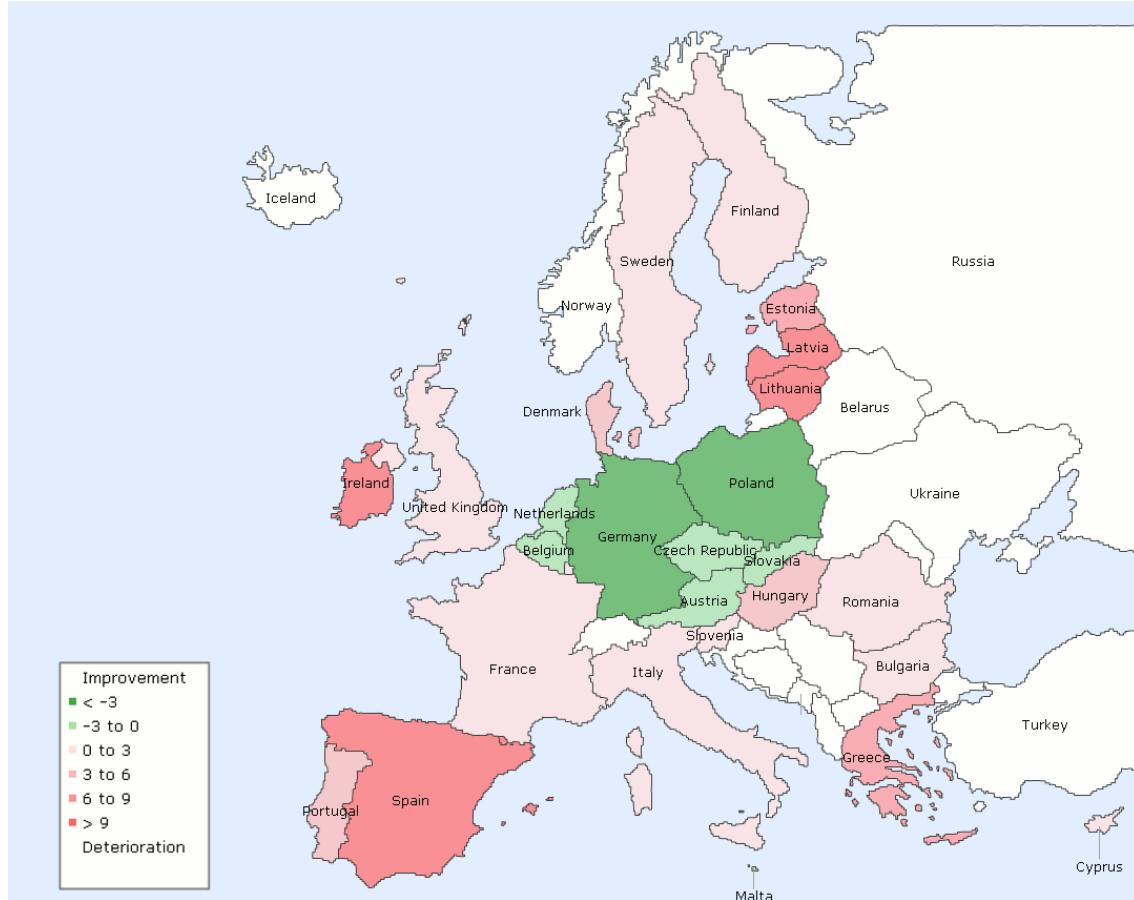 Iceland
Finland
Sweden
Russia
Norway
Estonia
Latvia
Lithuania
Denmark
Belarus
Ireland
Poland
Ukraine
United Kingdom
Netherlands
Germany
Belgium
Czech Republic
Slovakia
Austria
Hungary
Romania
Slovenia
France
Italy
Bulgaria
Turkey
Greece
Portugal
Spain
Cyprus
Malta
Improvement
< -3
-3 to 0
0 to 3
3 to 6
6 to 9
> 9
Deterioration